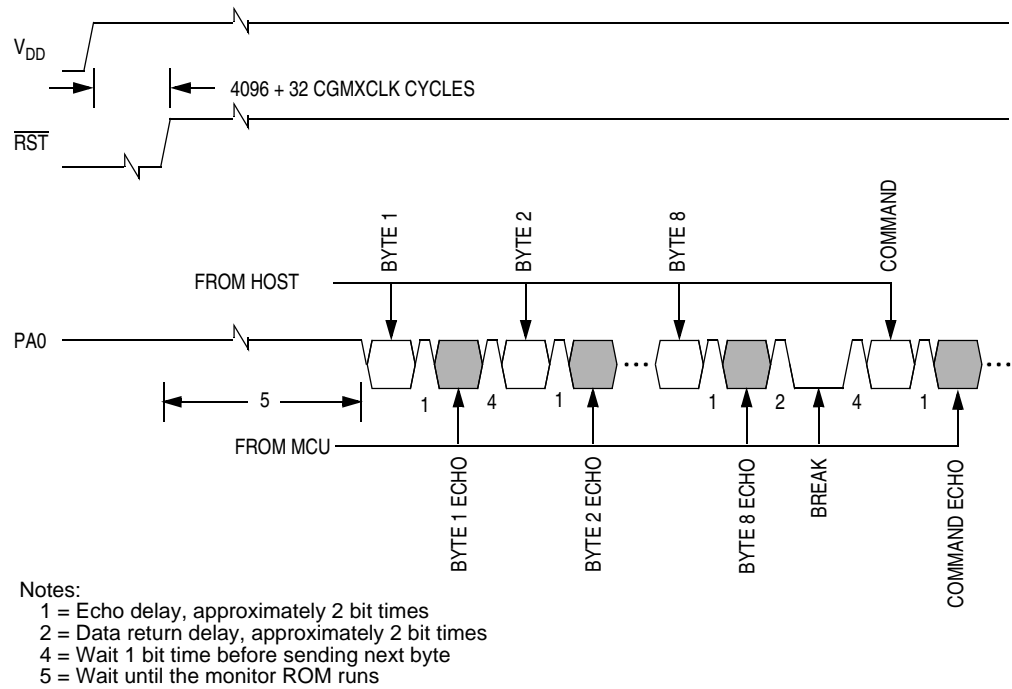 VDD
4096 + 32 CGMXCLK CYCLES
RST
BYTE 1
BYTE 2
BYTE 8
COMMAND
FROM HOST
PA0
5
1
4
1
1
2
4
1
FROM MCU
BYTE 1 ECHO
BYTE 2 ECHO
BYTE 8 ECHO
BREAK
COMMAND ECHO
Notes:
1 = Echo delay, approximately 2 bit times
2 = Data return delay, approximately 2 bit times
4 = Wait 1 bit time before sending next byte
5 = Wait until the monitor ROM runs